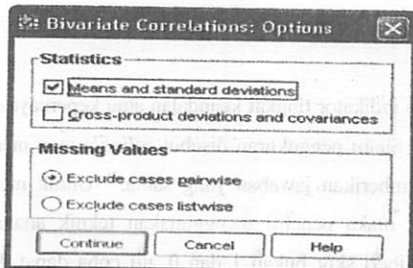 Bivariate Correlations: Options
Statistics
Means and standard deviations
Cross-product deviations and covariances
Missing Values
Exclude cases pairwise
Exclude cases listwise
Continue
Cancel
Help